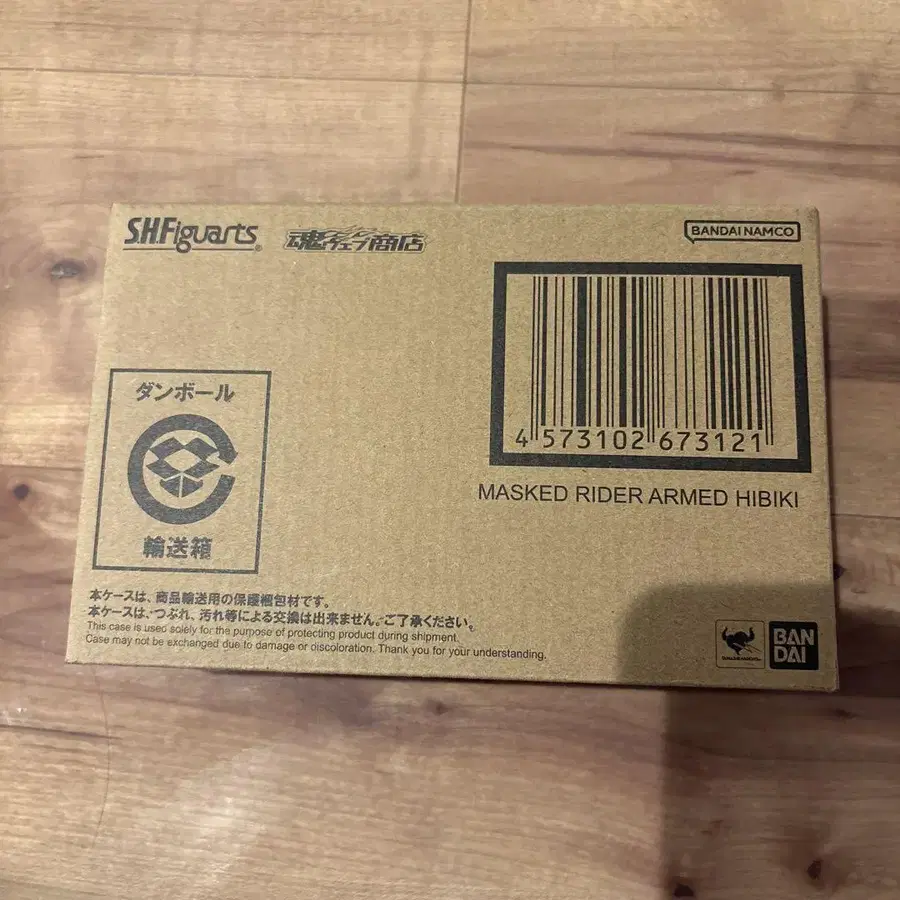 S.H.Figuarts®
魂ウェブ商店
BANDAI NAMCO
4 573102 673121
MASKED RIDER ARMED HIBIKI
ダンボール
輸送箱
本ケースは、商品輸送用の保護梱包材です。
本ケースは、つぶれ、汚れ等による交換は出来ません。ご了承ください。
This case is used solely for the purpose of protecting product during shipment.
Case may not be exchanged due to damage or discoloration. Thank you for your understanding.
BAN
DAI